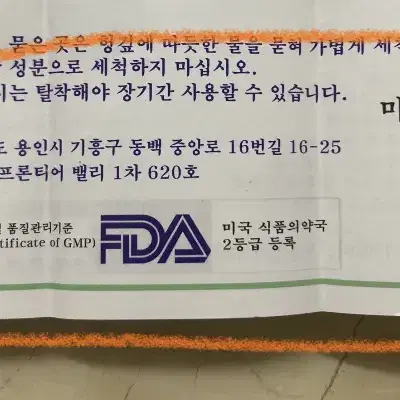 묻은 곳은 헝겊에 따듯한 물을 묻혀 가볍게 세척
성분으로 세척하지 마십시오.
시는 탈착해야 장기간 사용할 수 있습니다.
미
도 용인시 기흥구 동백 중앙로 16번길 16-25
프론티어 밸리 1차 620호
품질관리기준
tificate of GMP)
FDA
미국 식품의약국
2등급 등록